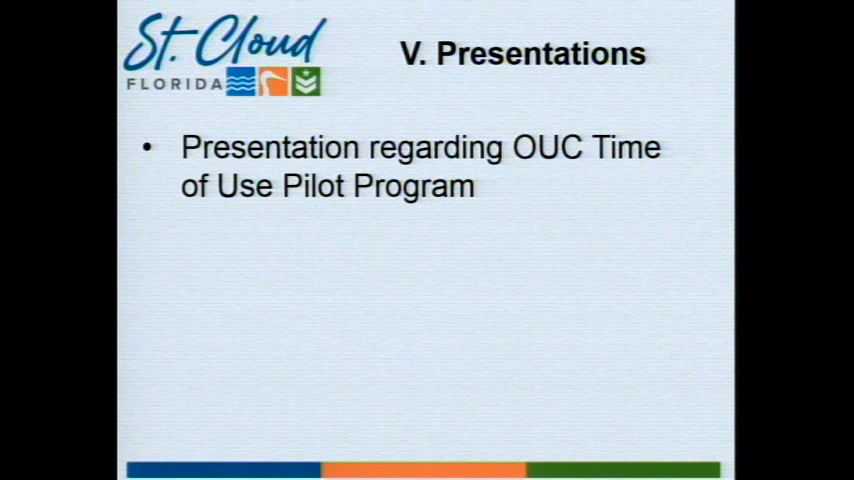 St. Cloud
FLORIDA
V. Presentations
• Presentation regarding OUC Time
of Use Pilot Program